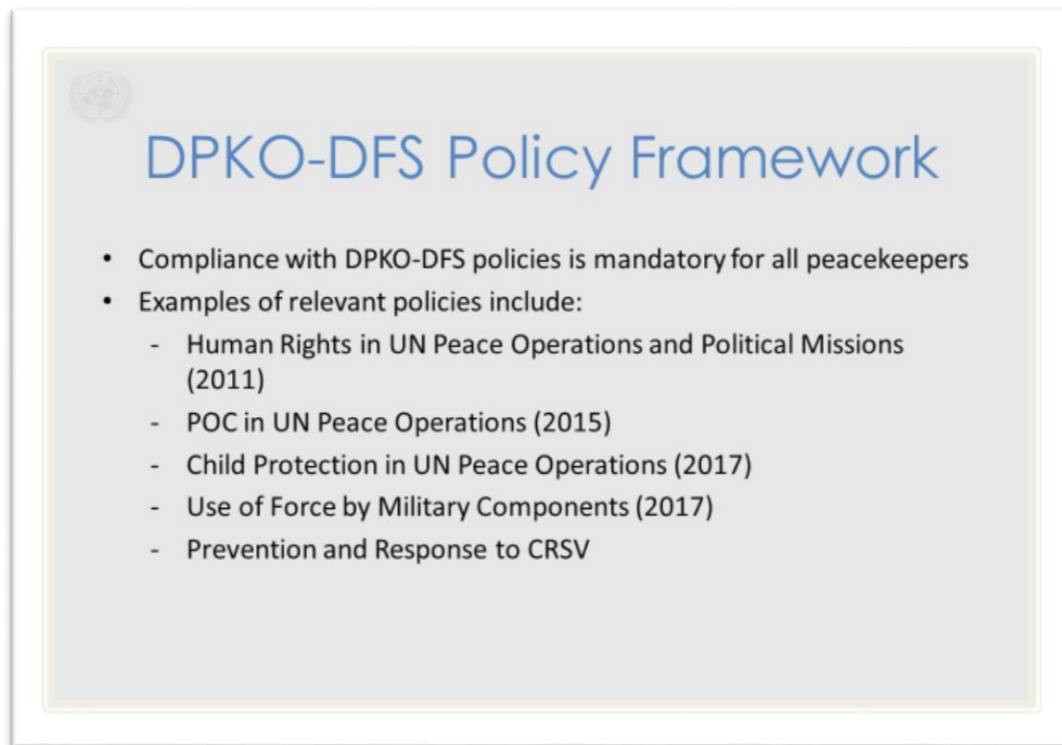 DPKO-DFS Policy Framework
• Compliance with DPKO-DFS policies is mandatory for all peacekeepers
• Examples of relevant policies include:
- Human Rights in UN Peace Operations and Political Missions
(2011)
- POC in UN Peace Operations (2015)
- Child Protection in UN Peace Operations (2017)
- Use of Force by Military Components (2017)
- Prevention and Response to CRSV